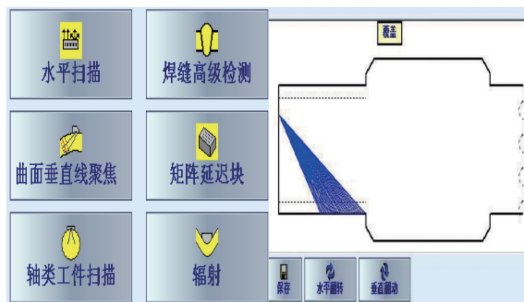 水平扫描
焊缝高级检测
曲面垂直线聚焦
矩阵延迟块
轴类工件扫描
辐射
覆盖
保存
水平翻转
垂直翻动